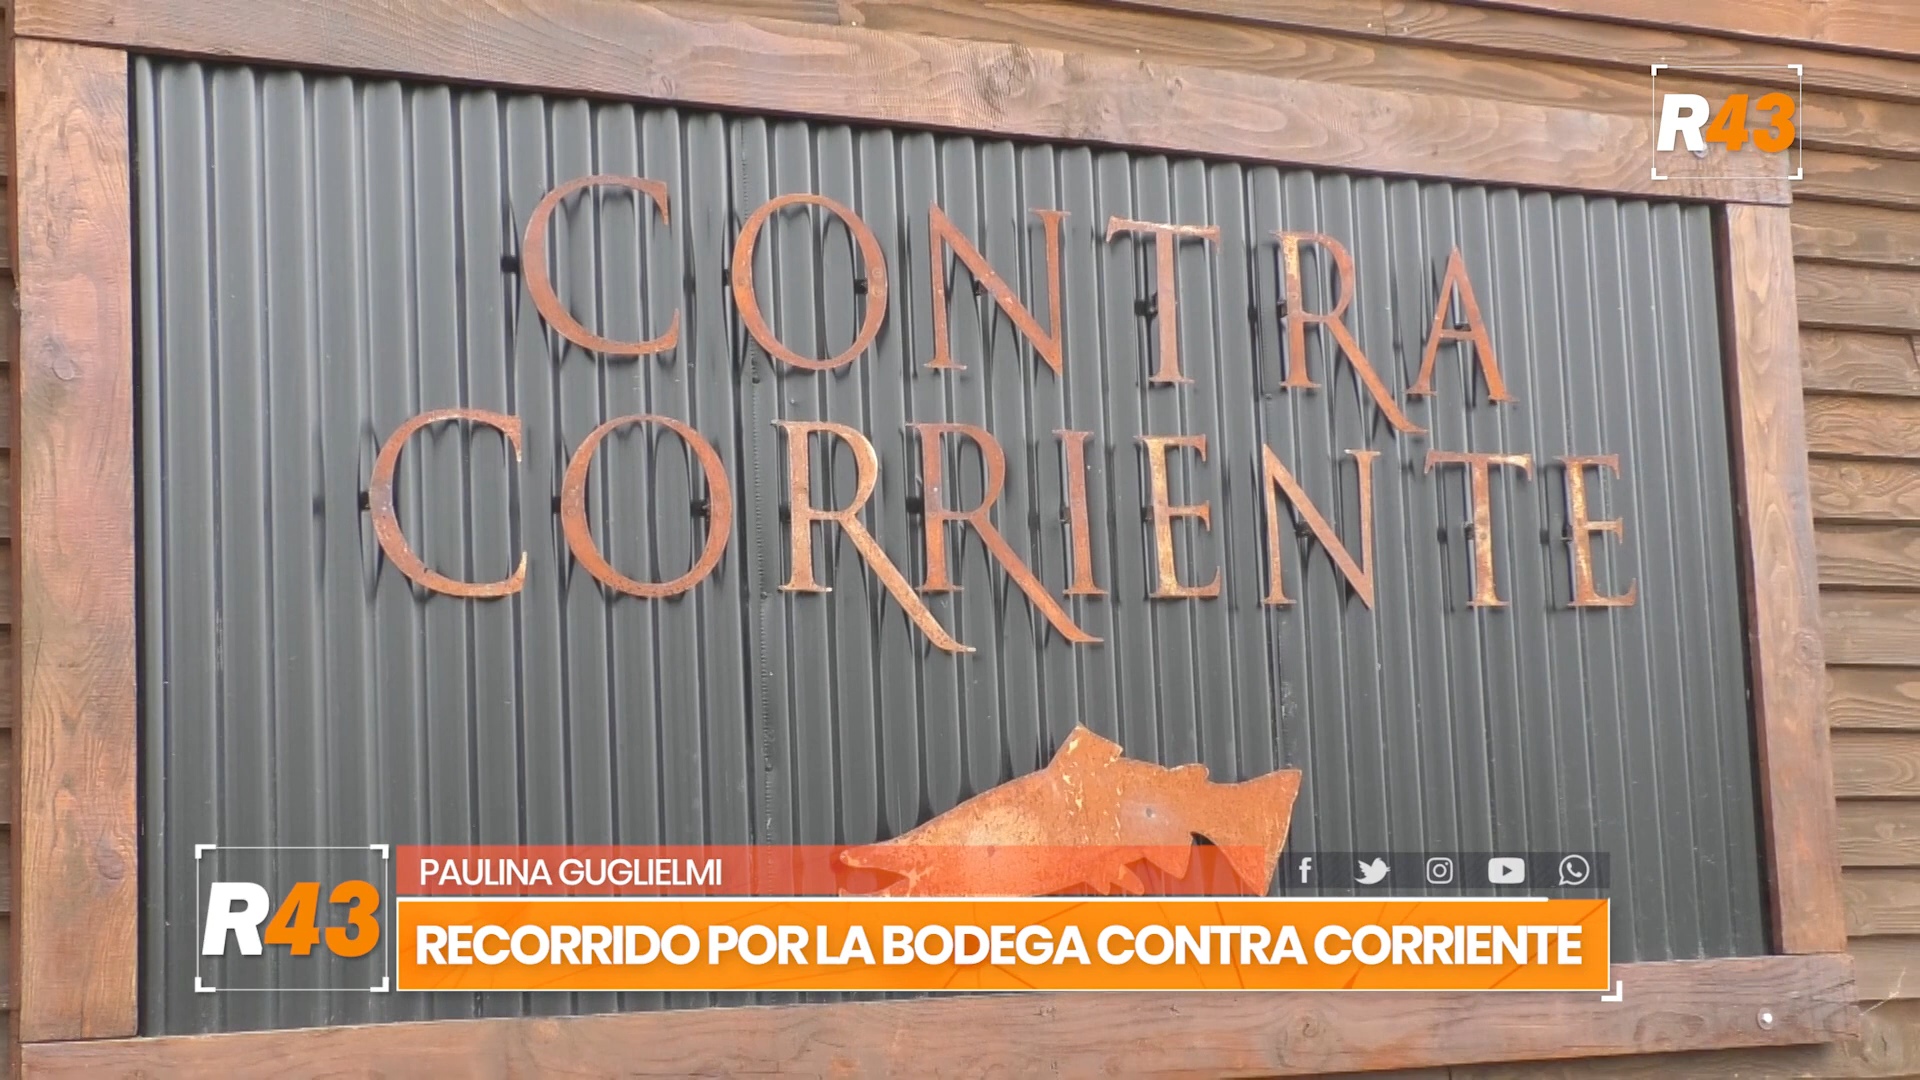 R43
CONTRA
CORRIENTE
PAULINA GUGLIELMI
R43
RECORRIDO POR LA BODEGA CONTRA CORRIENTE